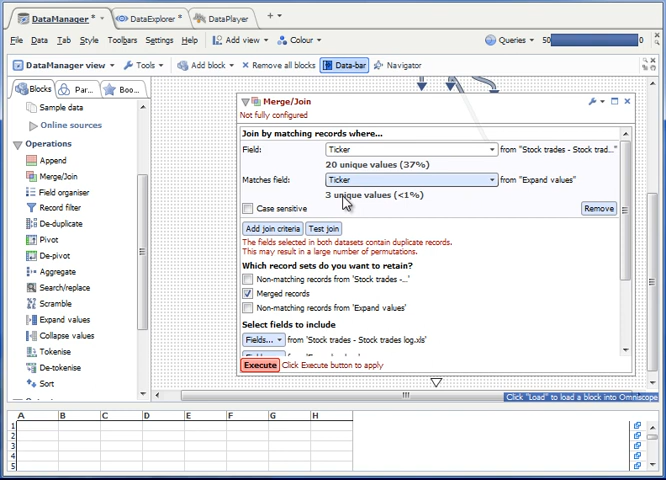 DataManager * DataExplorer * DataPlayer
File Data Tab Style Toolbars Settings Help Add view Colour Queries 50 0
DataManager view Tools Add block Remove all blocks Data-bar Navigator
Blocks Par... Boo...
Sample data
Online sources
Operations
Append
Merge/Join
Field organiser
Record filter
De-duplicate
Pivot
De-pivot
Aggregate
Search/replace
Scramble
Expand values
Collapse values
Tokenise
De-tokenise
Sort
Merge/Join
Not fully configured
Join by matching records where...
Field: Ticker from "Stock trades - Stock trad..."
20 unique values (37%)
Matches field: Ticker from "Expand values"
3 unique values (<1%)
Case sensitive Remove
Add join criteria Test join
The fields selected in both datasets contain duplicate records.
This may result in a large number of permutations.
Which record sets do you want to retain?
Non-matching records from 'Stock trades -...'
Merged records
Non-matching records from 'Expand values'
Select fields to include
Fields... from 'Stock trades - Stock trades log.xls'
Execute Click Execute button to apply
Click "Load" to load a block into Omniscope
A B C D E F G H
1
2
3
4
5